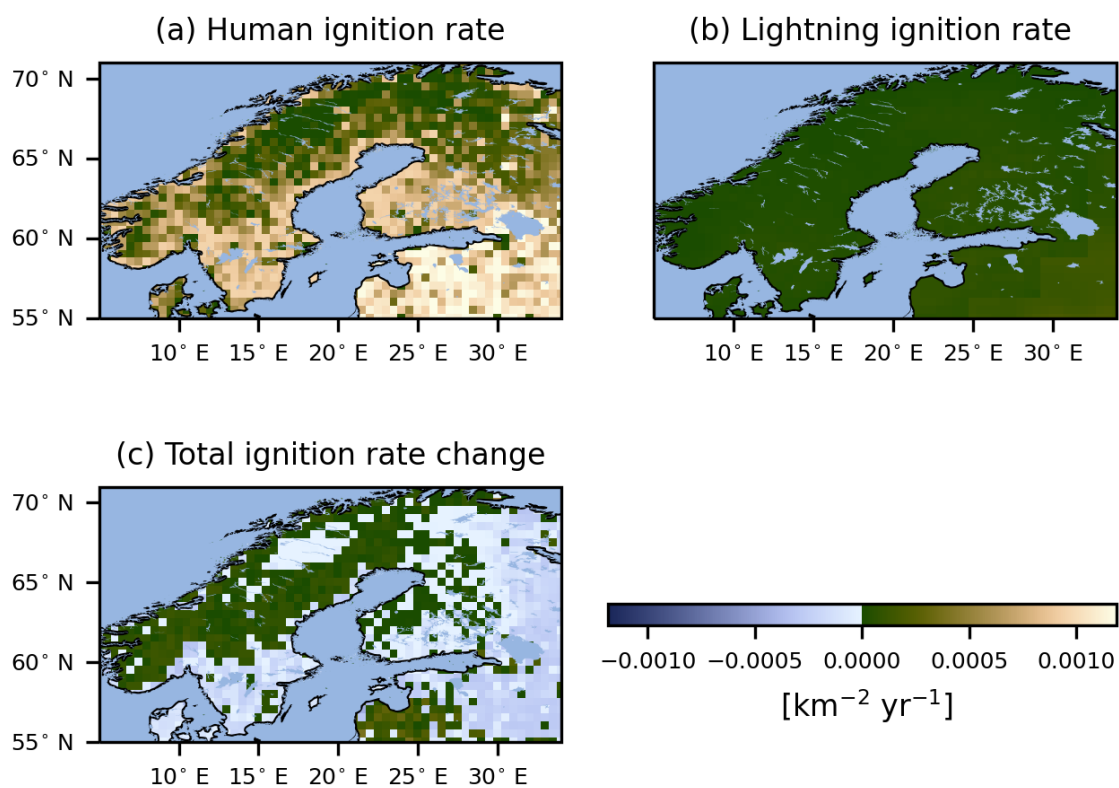 (a) Human ignition rate
(b) Lightning ignition rate
70° N
65° N
60° N
55° N
10° E 15° E 20° E 25° E 30° E
10° E 15° E 20° E 25° E 30° E
(c) Total ignition rate change
70° N
65° N
60° N
55° N
10° E 15° E 20° E 25° E 30° E
−0.0010 −0.0005 0.0000 0.0005 0.0010
[km⁻² yr⁻¹]